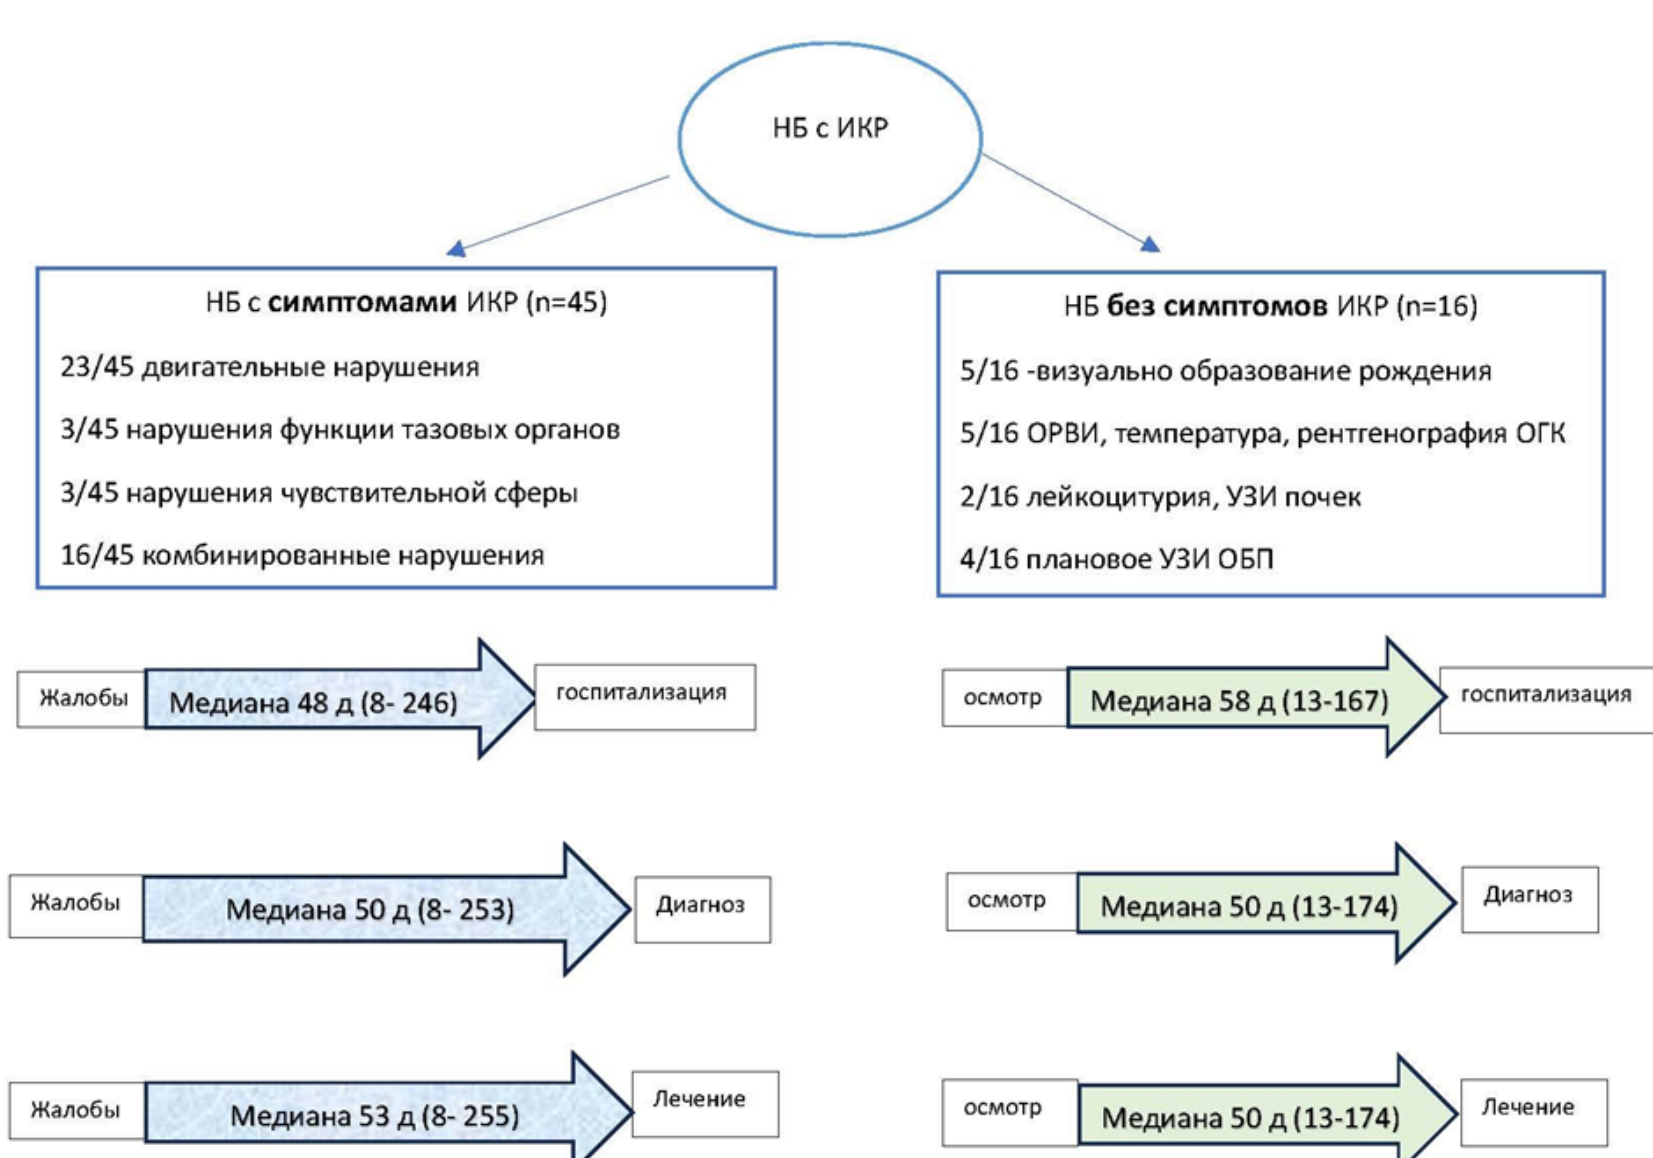 НБ с ИКР
НБ с симптомами ИКР (n=45)
23/45 двигательные нарушения
3/45 нарушения функции тазовых органов
3/45 нарушения чувствительной сферы
16/45 комбинированные нарушения
НБ без симптомов ИКР (n=16)
5/16 -визуально образование рождения
5/16 ОРВИ, температура, рентгенография ОГК
2/16 лейкоцитурия, УЗИ почек
4/16 плановое УЗИ ОБП
Жалобы
Медиана 48 д (8- 246)
госпитализация
осмотр
Медиана 58 д (13-167)
госпитализация
Жалобы
Медиана 50 д (8- 253)
Диагноз
осмотр
Медиана 50 д (13-174)
Диагноз
Жалобы
Медиана 53 д (8- 255)
Лечение
осмотр
Медиана 50 д (13-174)
Лечение